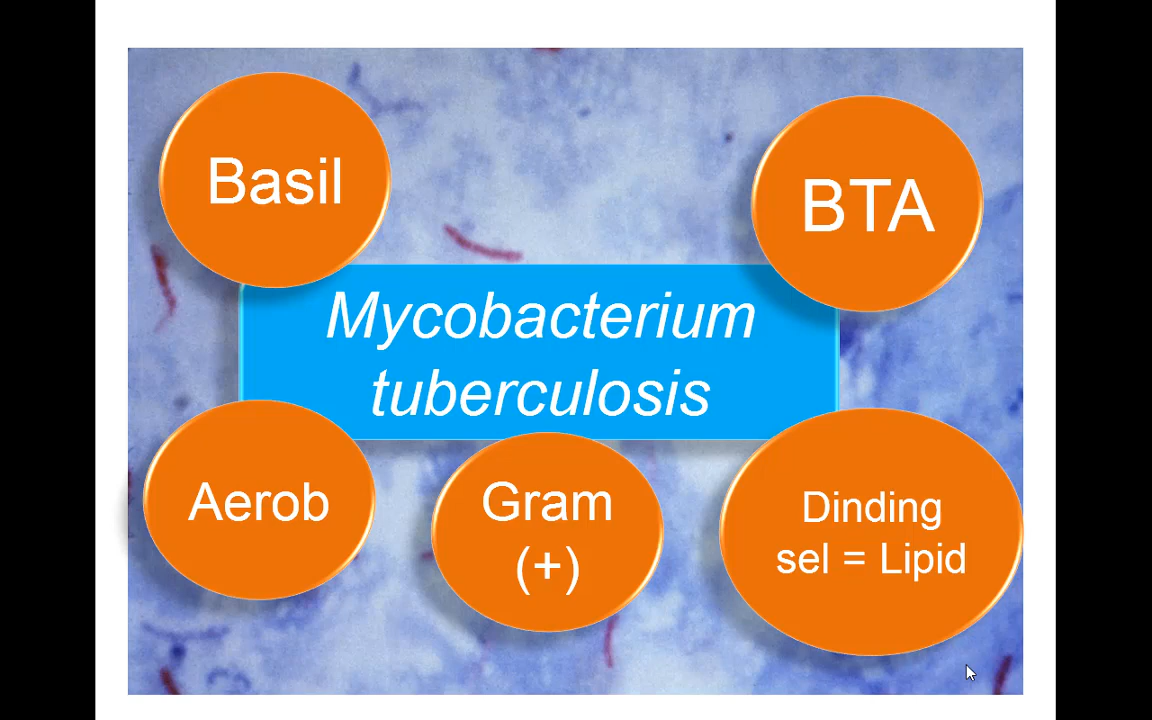 Basil
BTA
Mycobacterium
tuberculosis
Aerob
Gram
(+)
Dinding
sel = Lipid